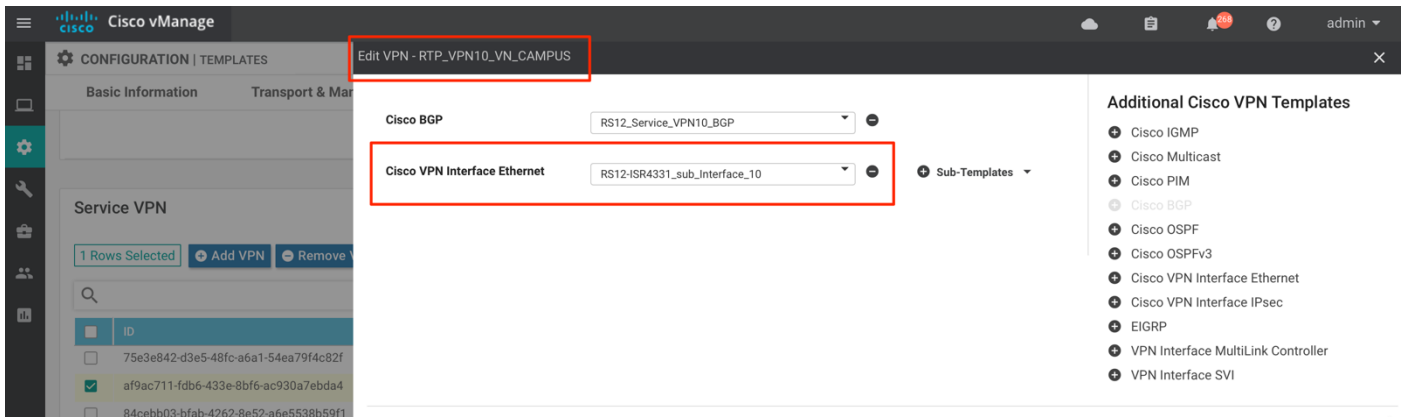 cisco Cisco vManage
268
admin
CONFIGURATION | TEMPLATES
Edit VPN - RTP_VPN10_VN_CAMPUS
Basic Information Transport & Mar
Cisco BGP RS12_Service_VPN10_BGP
Cisco VPN Interface Ethernet RS12-ISR4331_sub_Interface_10 Sub-Templates
Service VPN
1 Rows Selected Add VPN Remove V
ID
75e3e842-d3e5-48fc-a6a1-54ea79f4c82f
af9ac711-fdb6-433e-8bf6-ac930a7ebda4
84cebb03-bfab-4262-8e52-a6e5538b59f1
Additional Cisco VPN Templates
Cisco IGMP
Cisco Multicast
Cisco PIM
Cisco BGP
Cisco OSPF
Cisco OSPFv3
Cisco VPN Interface Ethernet
Cisco VPN Interface IPsec
EIGRP
VPN Interface MultiLink Controller
VPN Interface SVI